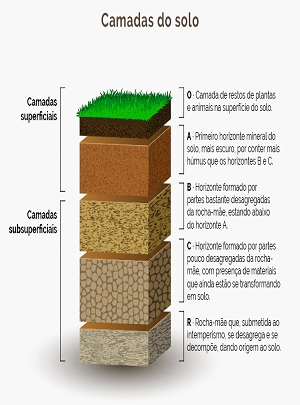 Camadas do solo
Camadas
superficiais
O - Camada de restos de plantas
e animais na superfície do solo.
A - Primeiro horizonte mineral do
solo, mais escuro, por conter mais
húmus que os horizontes B e C.
Camadas
subsuperficiais
B - Horizonte formado por
partes bastante desagregadas
da rocha-mãe, estando abaixo
do horizonte A.
C - Horizonte formado por partes
pouco desagregadas da rocha-
mãe, com presença de materiais
que ainda estão se transformando
em solo.
R - Rocha-mãe que, submetida ao
intemperismo, se desagrega e se
decompõe, dando origem ao solo.